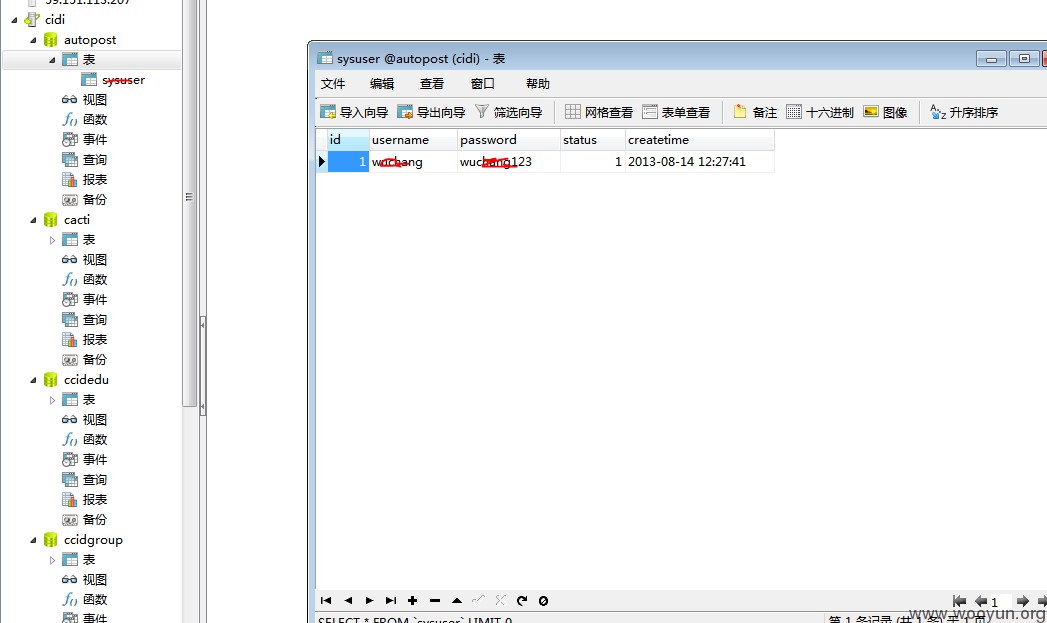 cidi
autopost
表
sysuser
视图
函数
事件
查询
报表
备份
cacti
表
视图
函数
事件
查询
报表
备份
ccidedu
表
视图
函数
事件
查询
报表
备份
ccidgroup
表
视图
函数
事件
sysuser @autopost (cidi) - 表
文件 编辑 查看 窗口 帮助
导入向导 导出向导 筛选向导 网格查看 表单查看 备注 十六进制 图像 升序排序
id username password status createtime
1 wuchang wuchang123 1 2013-08-14 12:27:41
1
SELECT * FROM `sysuser` LIMIT 0
第 1 条记录 (共 1 条) 于 1 页
www.wooyun.org